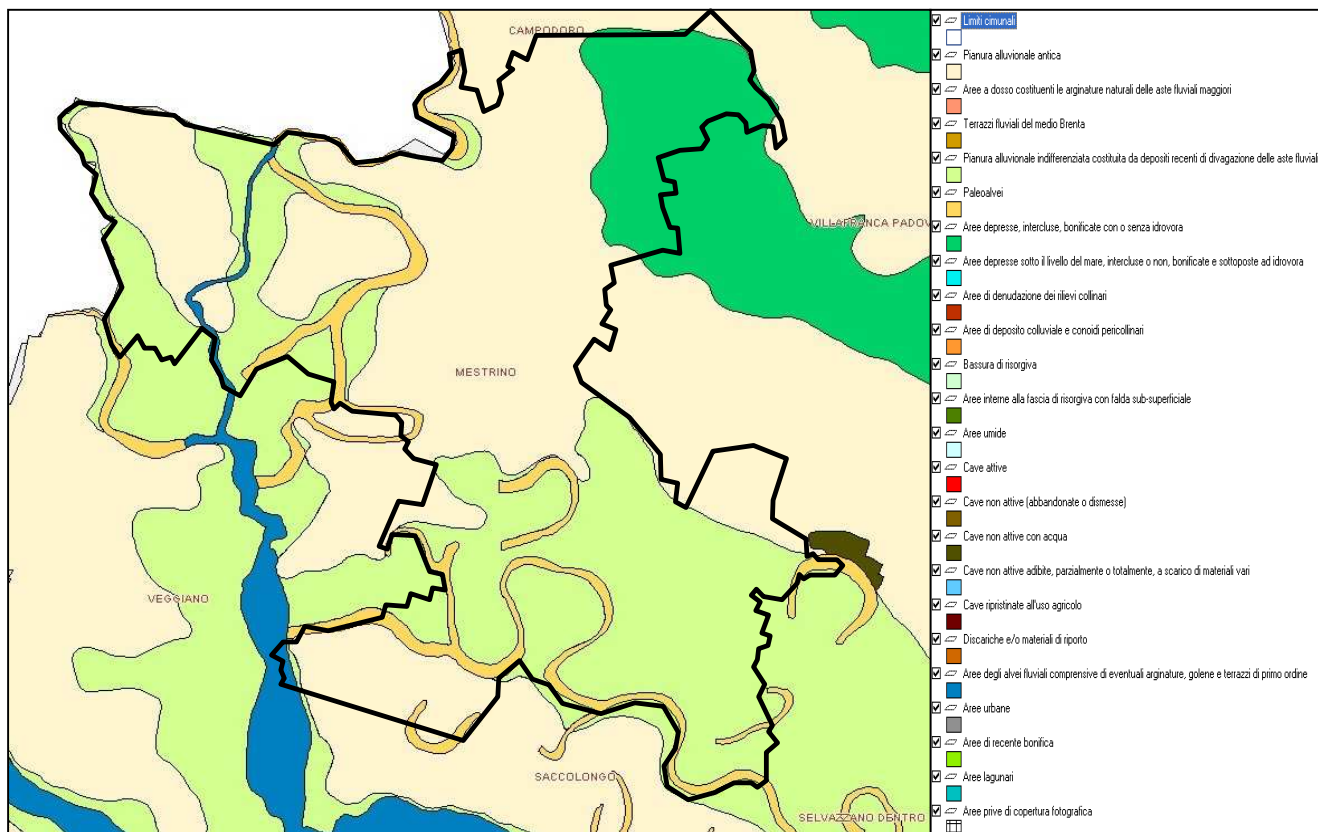 CAMPODORO
VILLAFRANCA PADOV
MESTRINO
VEGGIANO
SACCOLONGO
SELVAZZANO DENTRO
Limiti cimunali
Pianura alluvionale antica
Aree a dosso costituenti le arginature naturali delle aste fluviali maggiori
Terrazzi fluviali del medio Brenta
Pianura alluvionale indifferenziata costituita da depositi recenti di divagazione delle aste fluviali
Paleoalvei
Aree depresse, intercluse, bonificate con o senza idrovora
Aree depresse sotto il livello del mare, intercluse o non, bonificate e sottoposte ad idrovora
Aree di denudazione dei rilievi collinari
Aree di deposito colluviale e conoidi pericollinari
Bassura di risorgiva
Aree interne alla fascia di risorgiva con falda sub-superficiale
Aree umide
Cave attive
Cave non attive (abbandonate o dismesse)
Cave non attive con acqua
Cave non attive adibite, parzialmente o totalmente, a scarico di materiali vari
Cave ripristinate all'uso agricolo
Discariche e/o materiali di riporto
Aree degli alvei fluviali comprensive di eventuali arginature, golene e terrazzi di primo ordine
Aree urbane
Aree di recente bonifica
Aree lagunari
Aree prive di copertura fotografica